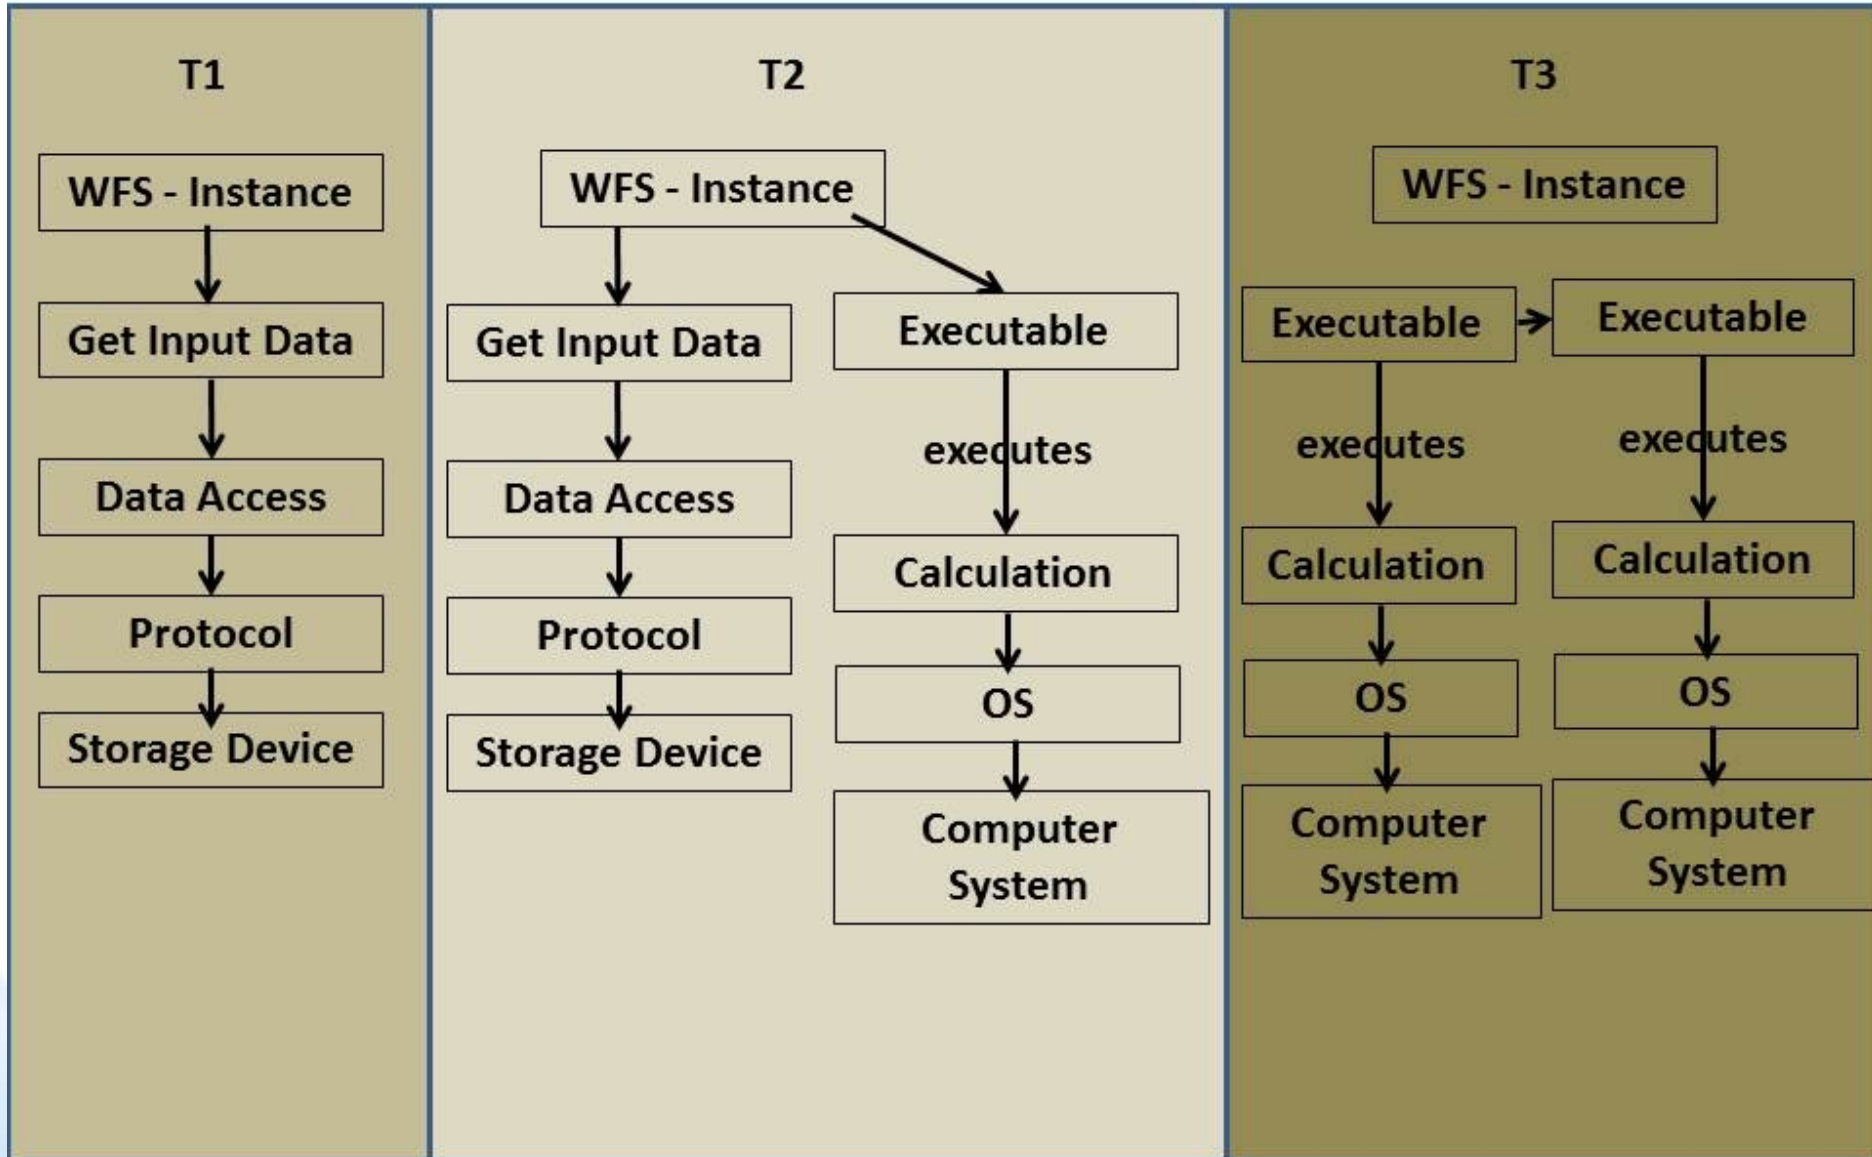 T1
WFS - Instance
Get Input Data
Data Access
Protocol
Storage Device
T2
WFS - Instance
Get Input Data
Data Access
Protocol
Storage Device
Executable
executes
Calculation
OS
Computer
System
T3
WFS - Instance
Executable
executes
Calculation
OS
Computer
System
Executable
executes
Calculation
OS
Computer
System